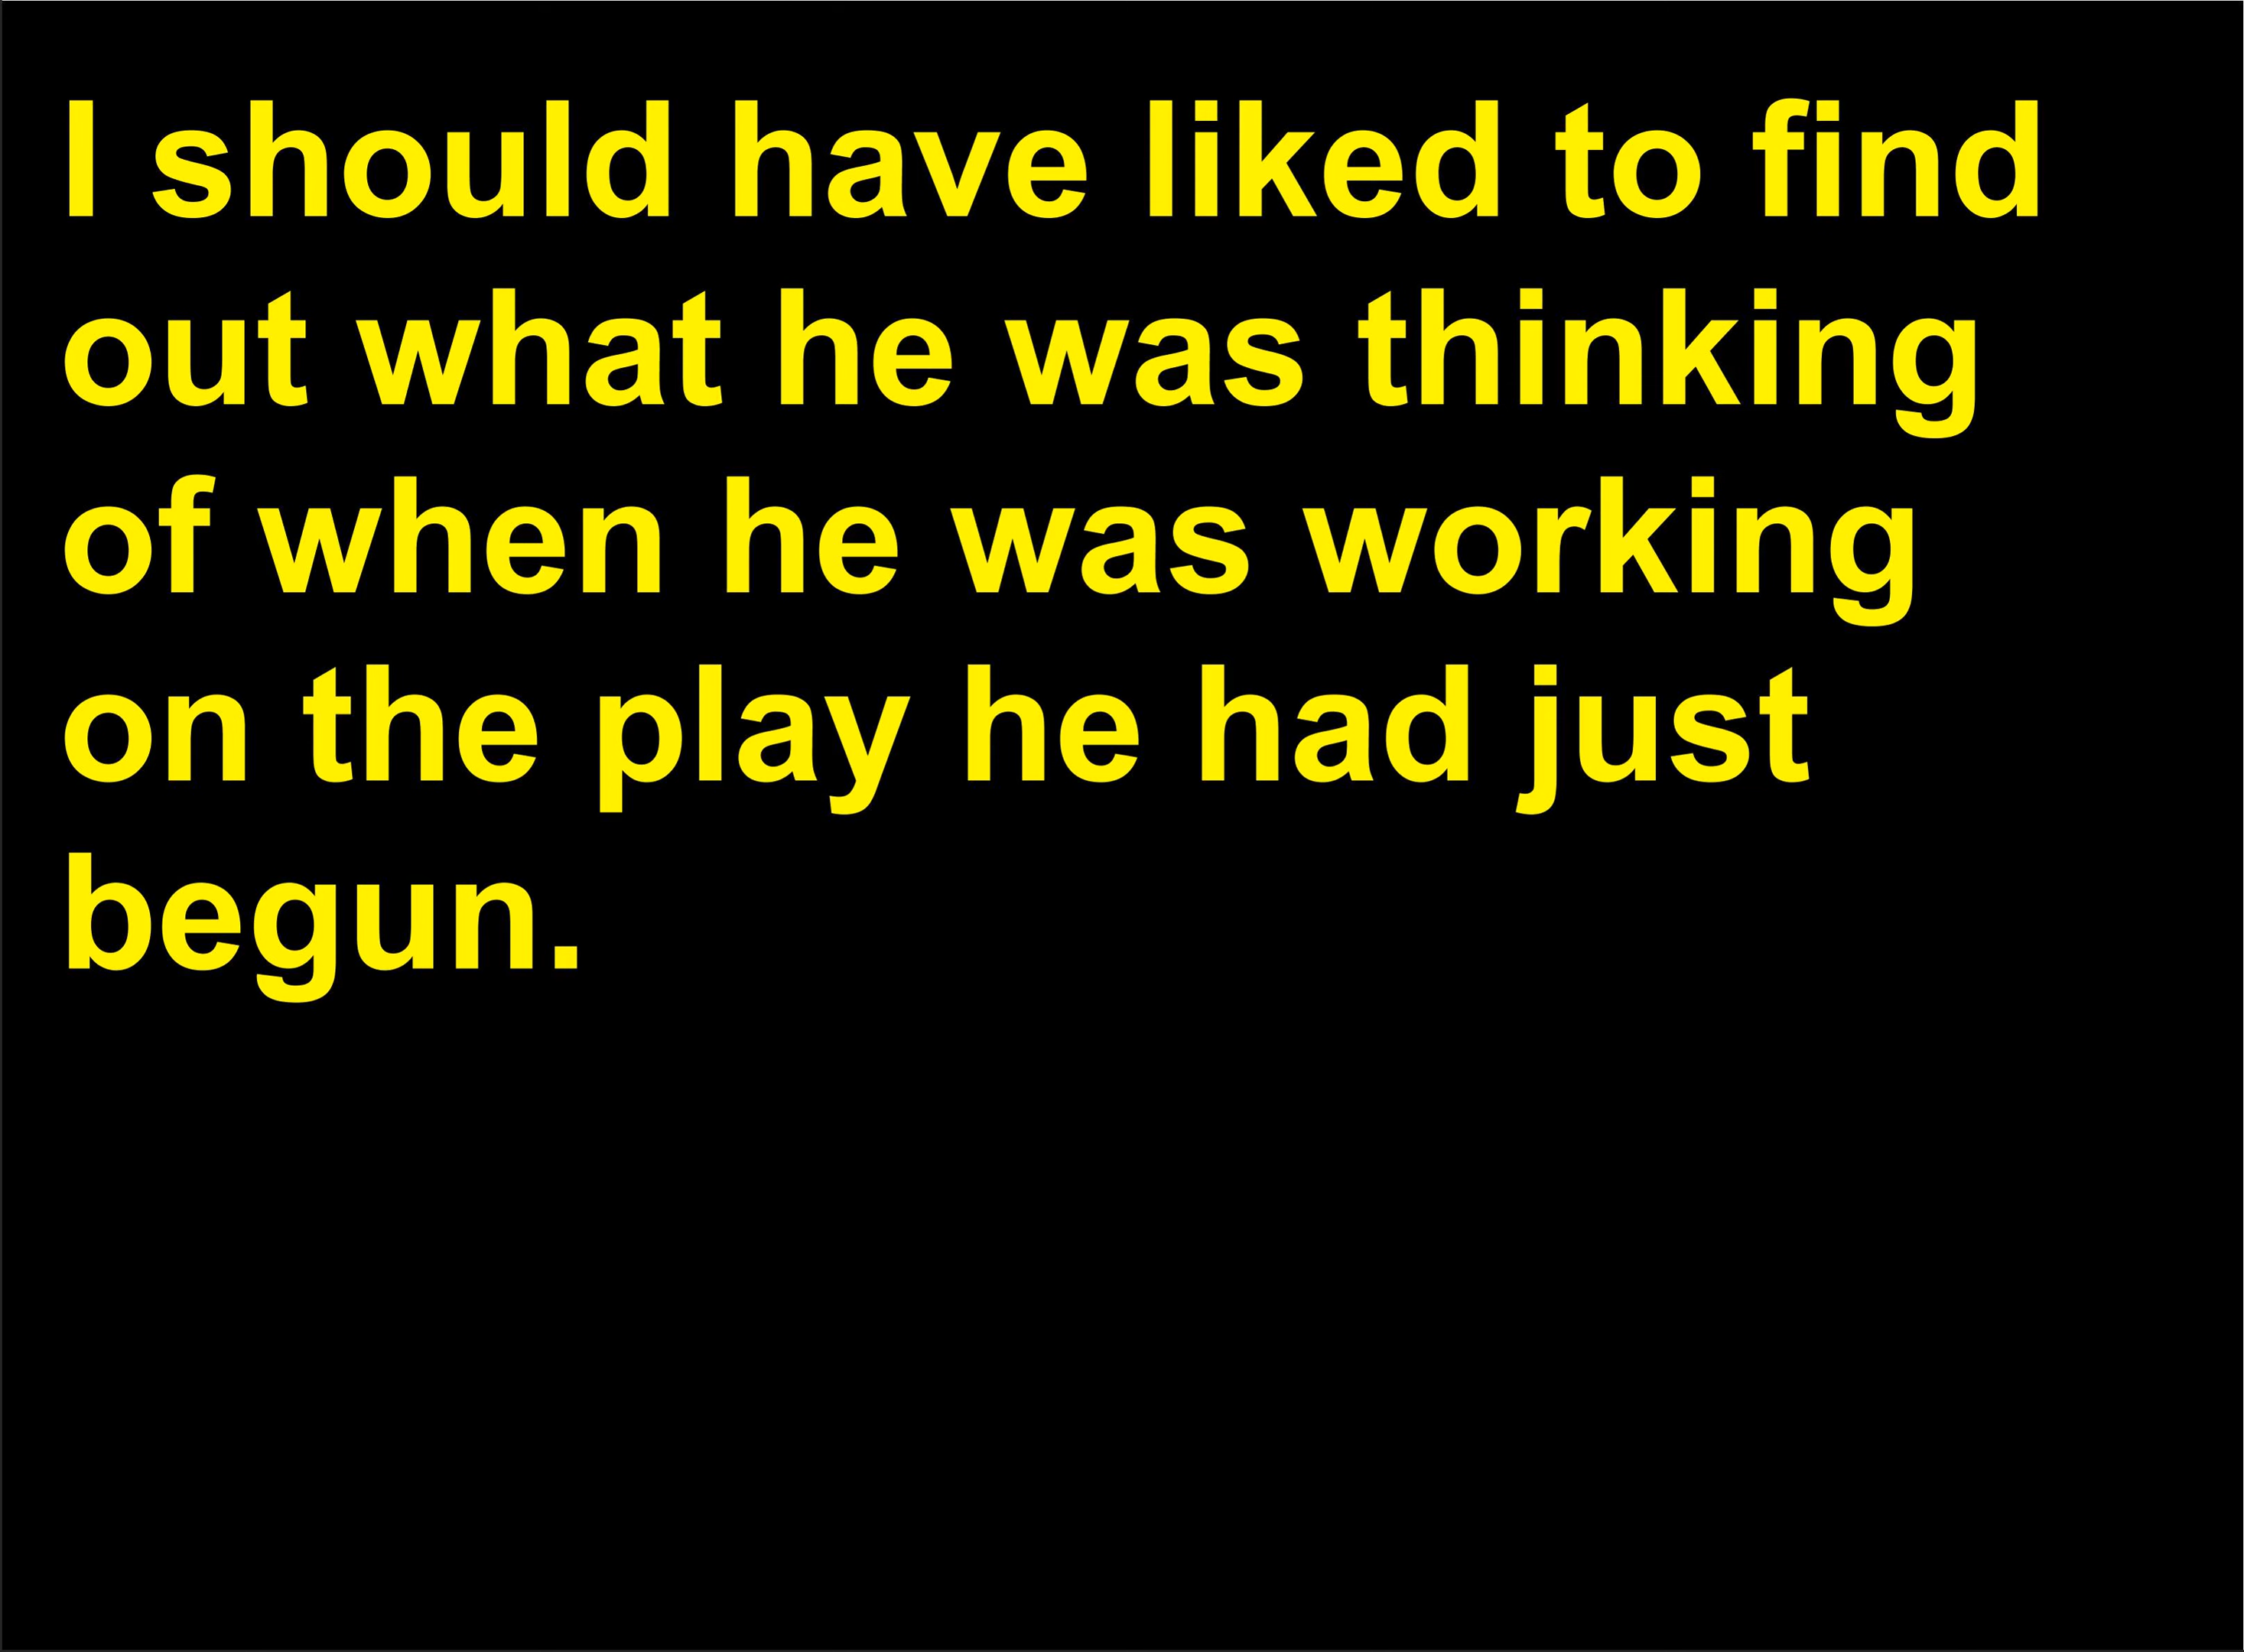 I should have liked to find
out what he was thinking
of when he was working
on the play he had just
begun.